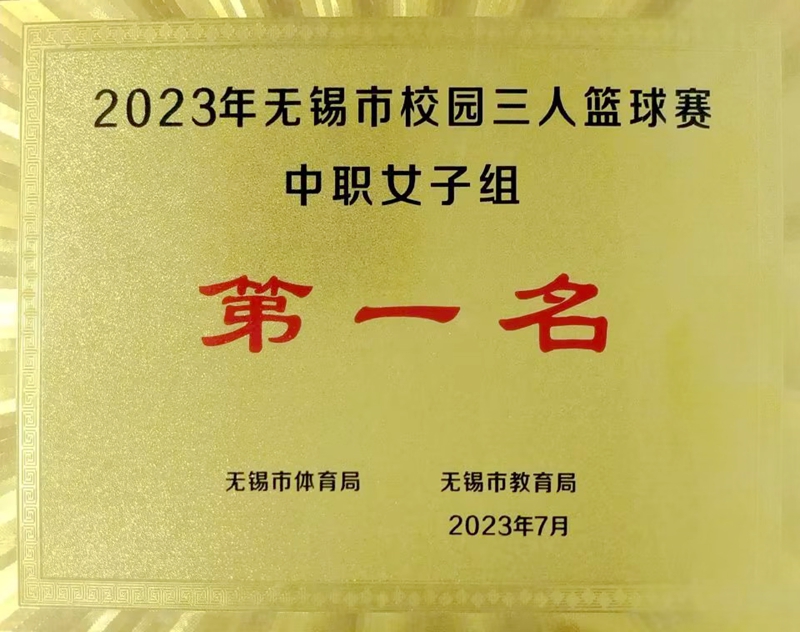 2023年无锡市校园三人篮球赛
中职女子组
第一名
无锡市体育局 无锡市教育局
2023年7月